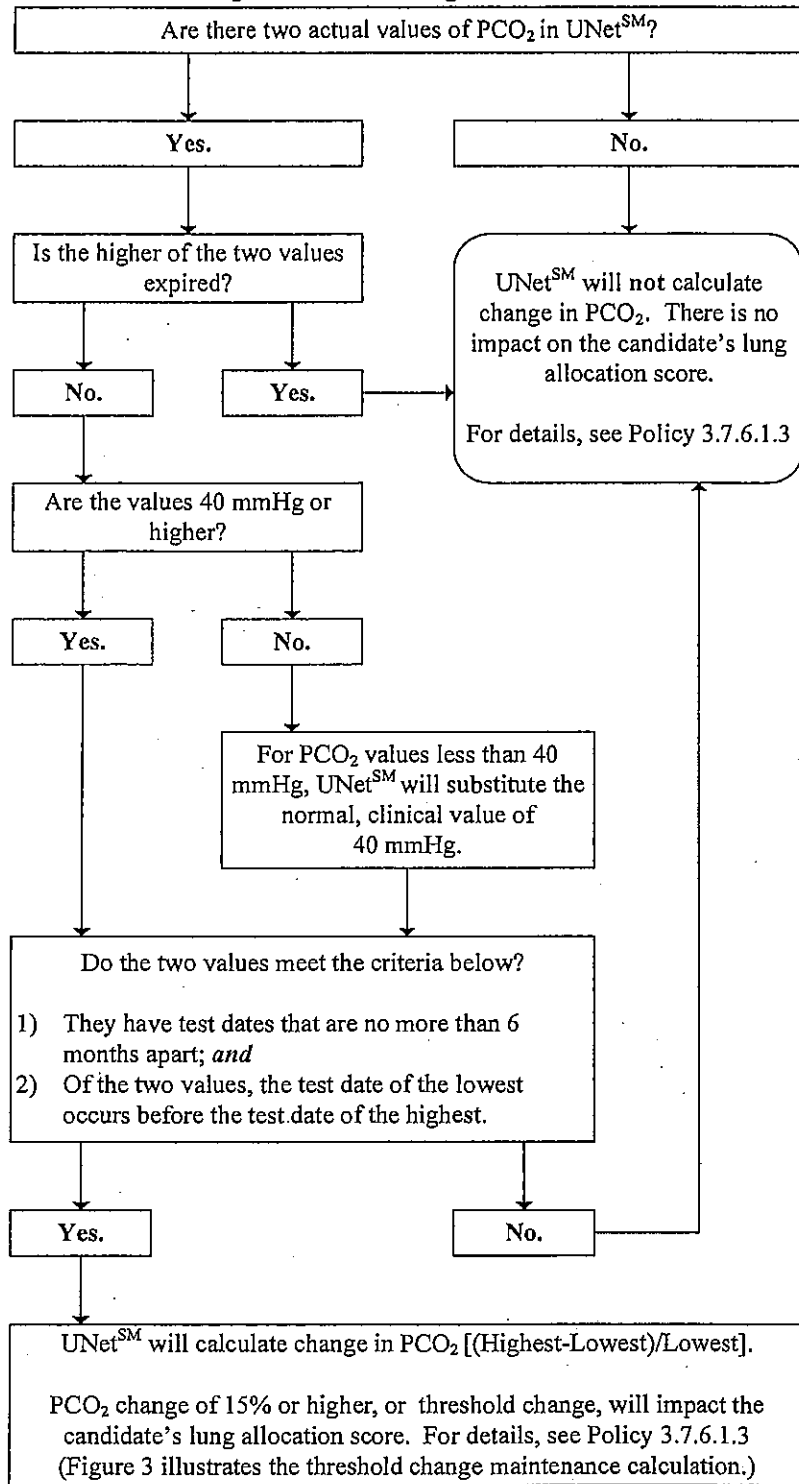 Are there two actual values of PCO₂ in UNet^SM?
Yes.
No.
Is the higher of the two values
expired?
UNet^SM will not calculate
change in PCO₂. There is no
impact on the candidate's lung
allocation score.
For details, see Policy 3.7.6.1.3
No.
Yes.
Are the values 40 mmHg or
higher?
Yes.
No.
For PCO₂ values less than 40
mmHg, UNet^SM will substitute the
normal, clinical value of
40 mmHg.
Do the two values meet the criteria below?
1) They have test dates that are no more than 6
months apart; and
2) Of the two values, the test date of the lowest
occurs before the test date of the highest.
Yes.
No.
UNet^SM will calculate change in PCO₂ [(Highest-Lowest)/Lowest].
PCO₂ change of 15% or higher, or threshold change, will impact the
candidate's lung allocation score. For details, see Policy 3.7.6.1.3
(Figure 3 illustrates the threshold change maintenance calculation.)